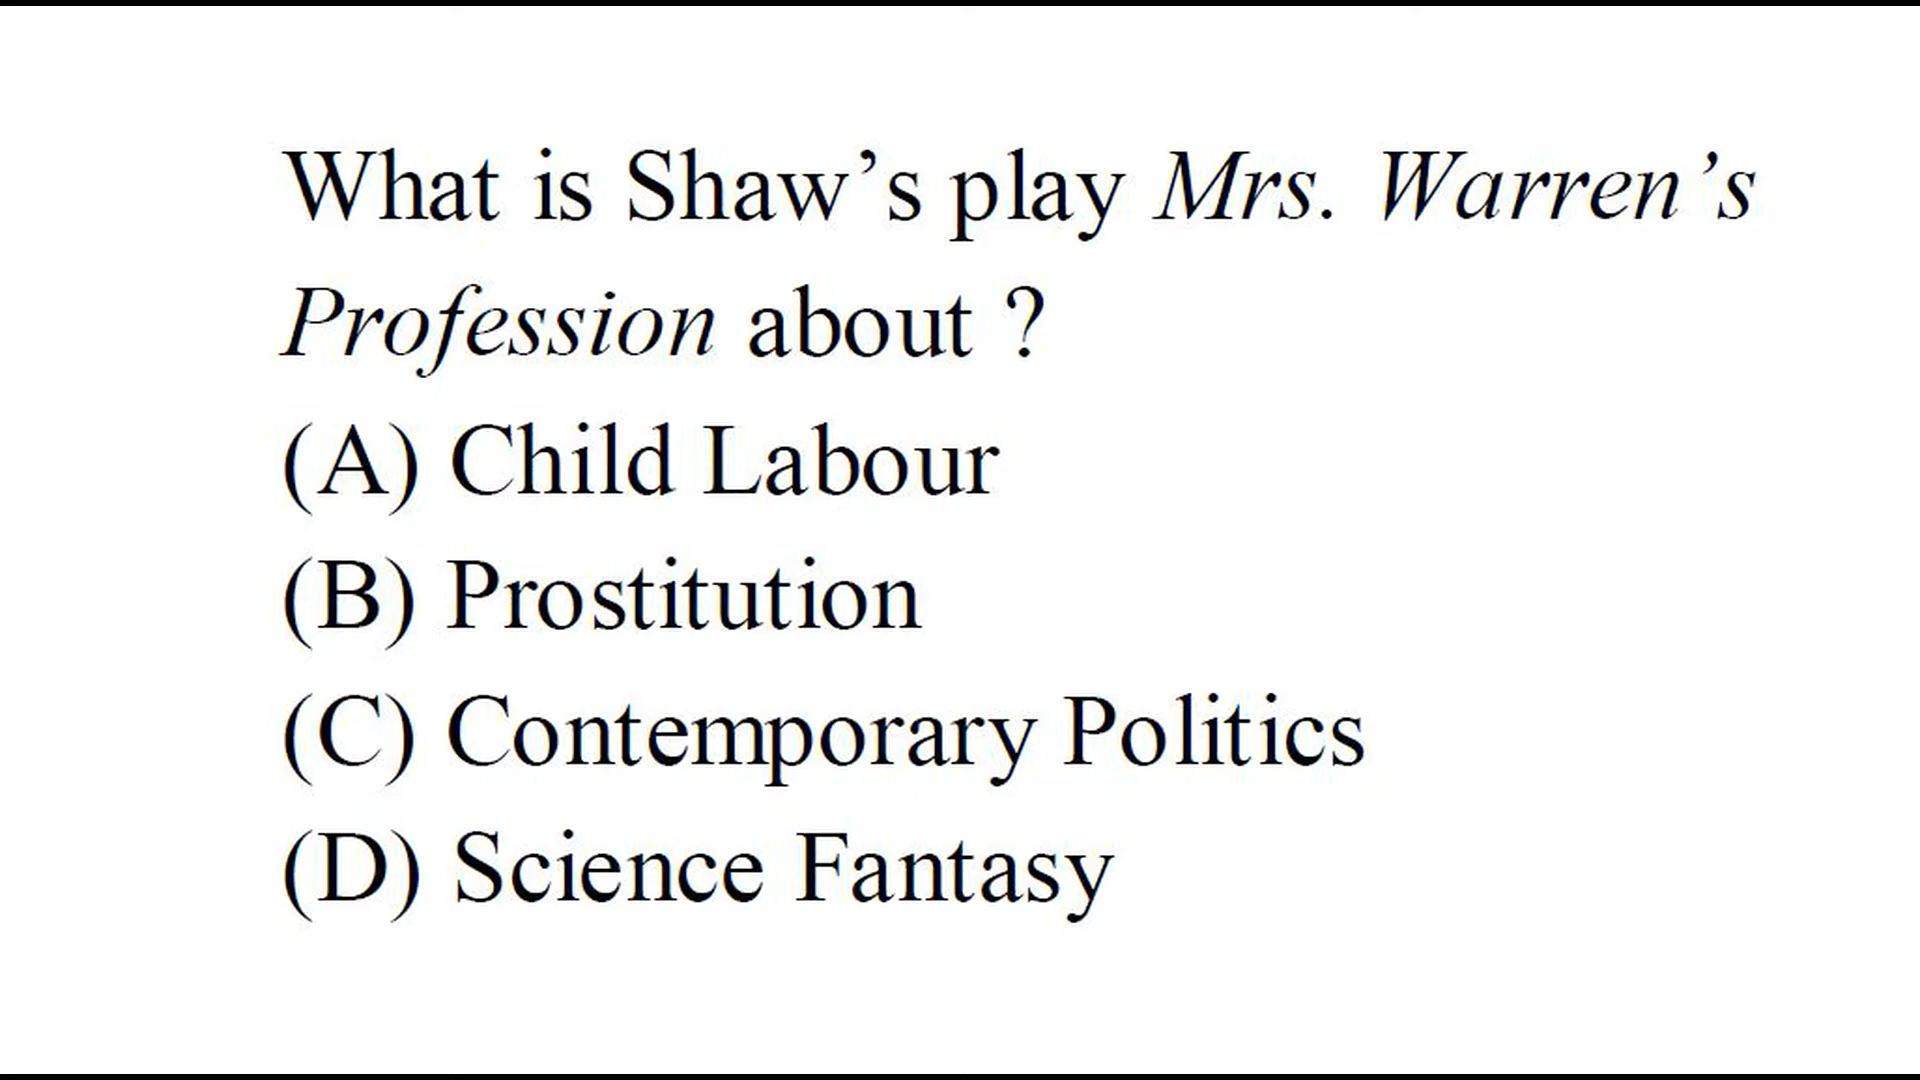 What is Shaw’s play Mrs. Warren’s
Profession about ?
(A) Child Labour
(B) Prostitution
(C) Contemporary Politics
(D) Science Fantasy